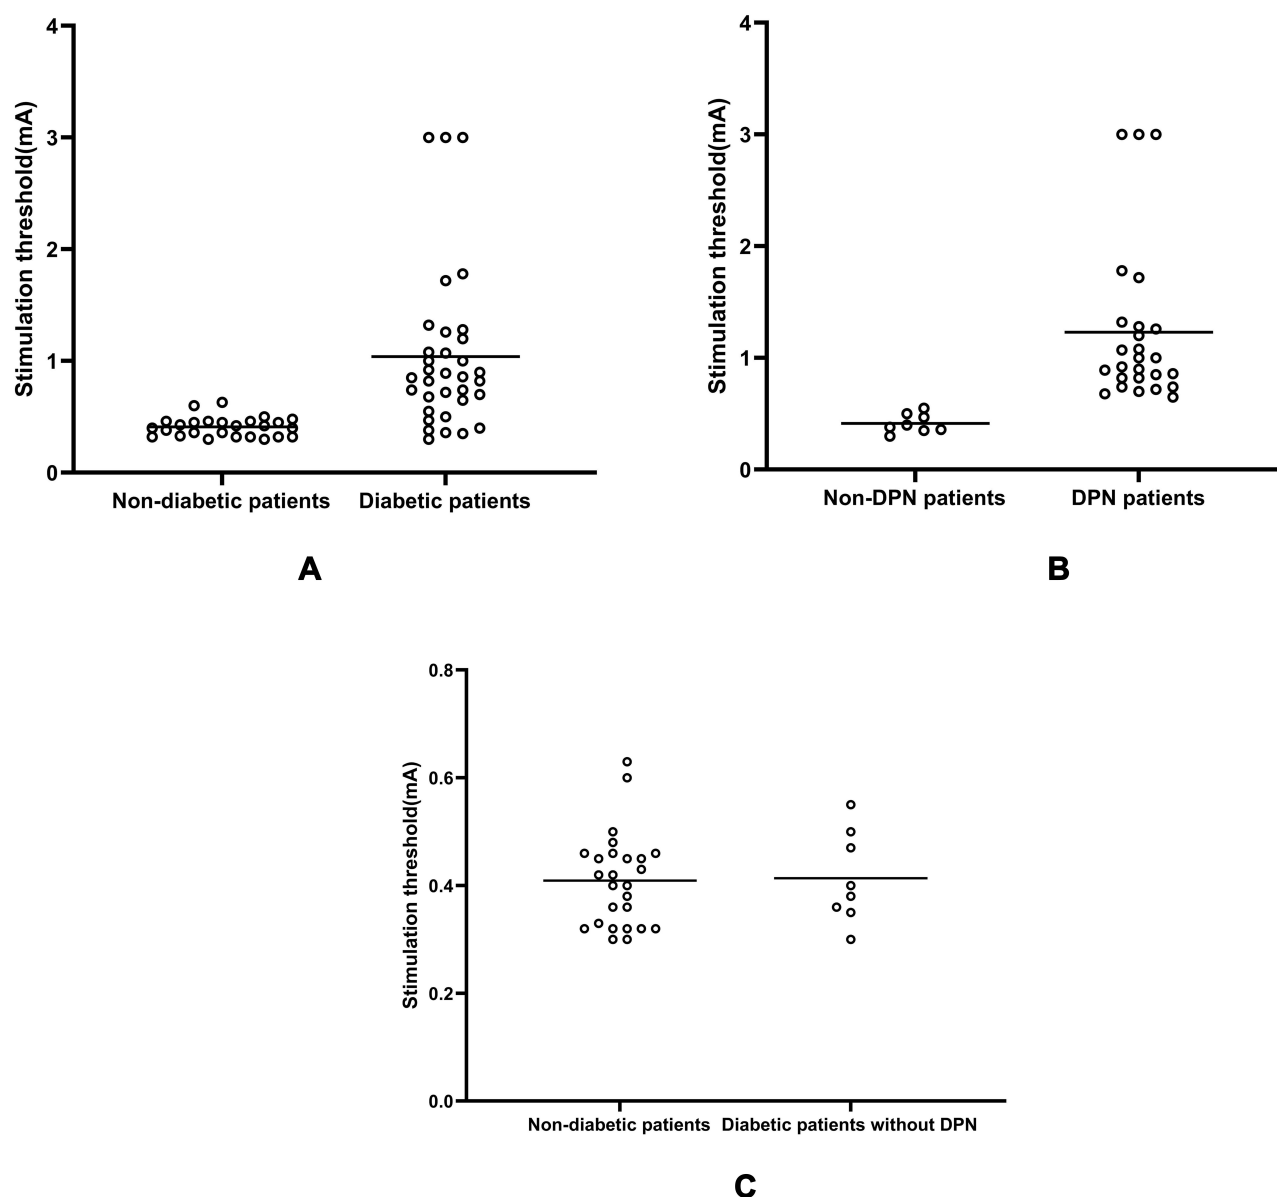 4
3
2
1
0
Stimulation threshold(mA)
Non-diabetic patients Diabetic patients
A
4
3
2
1
0
Stimulation threshold(mA)
Non-DPN patients DPN patients
B
0.8
0.6
0.4
0.2
0.0
Stimulation threshold(mA)
Non-diabetic patients Diabetic patients without DPN
C